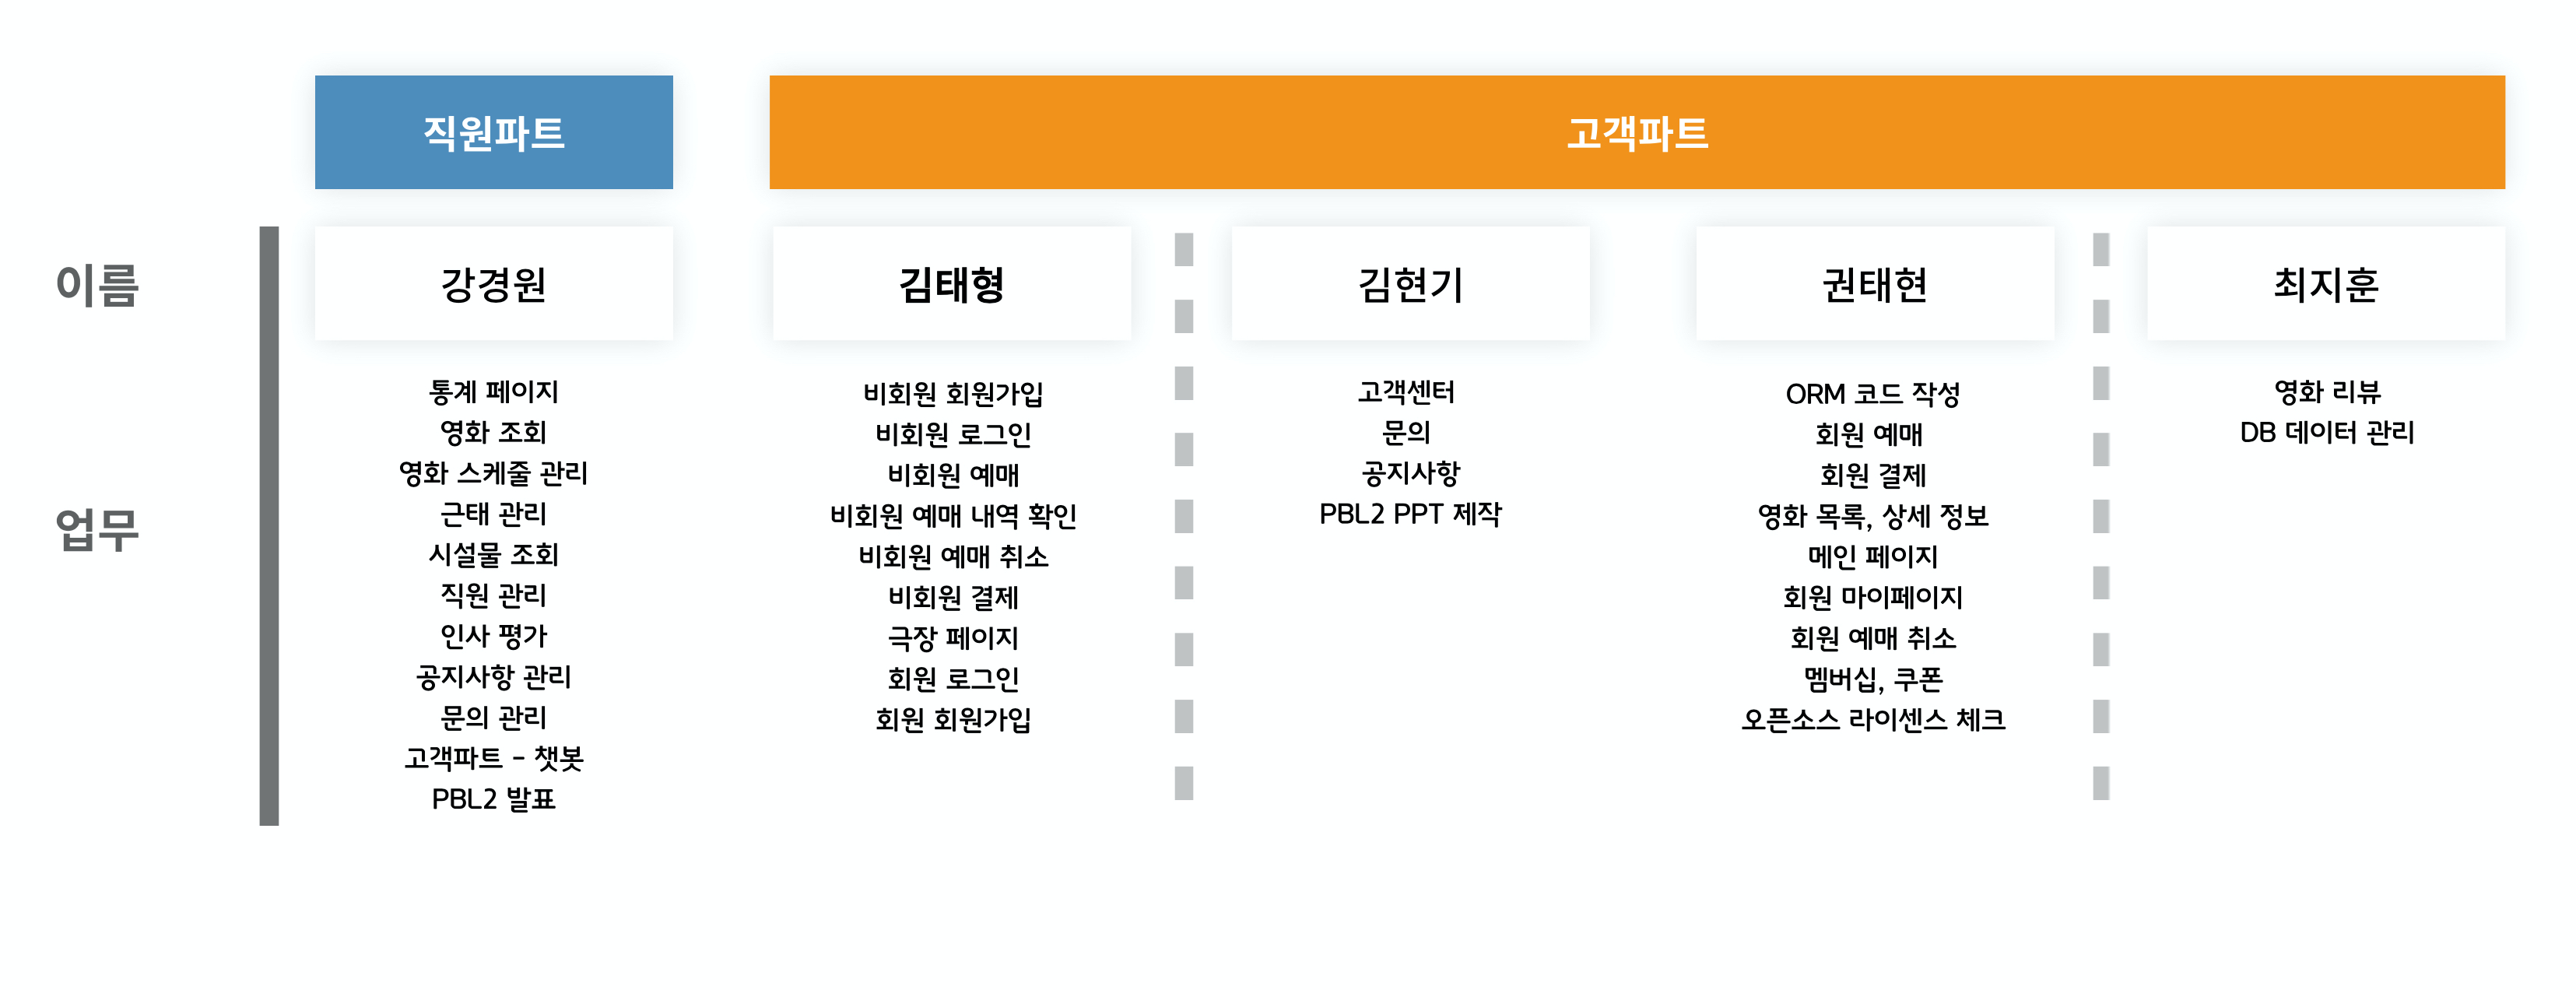 직원파트
고객파트
이름
강경원
김태형
김현기
권태현
최지훈
업무
통계 페이지
영화 조회
영화 스케줄 관리
근태 관리
시설물 조회
직원 관리
인사 평가
공지사항 관리
문의 관리
고객파트 - 챗봇
PBL2 발표
비회원 회원가입
비회원 로그인
비회원 예매
비회원 예매 내역 확인
비회원 예매 취소
비회원 결제
극장 페이지
회원 로그인
회원 회원가입
고객센터
문의
공지사항
PBL2 PPT 제작
ORM 코드 작성
회원 예매
회원 결제
영화 목록, 상세 정보
메인 페이지
회원 마이페이지
회원 예매 취소
멤버십, 쿠폰
오픈소스 라이센스 체크
영화 리뷰
DB 데이터 관리